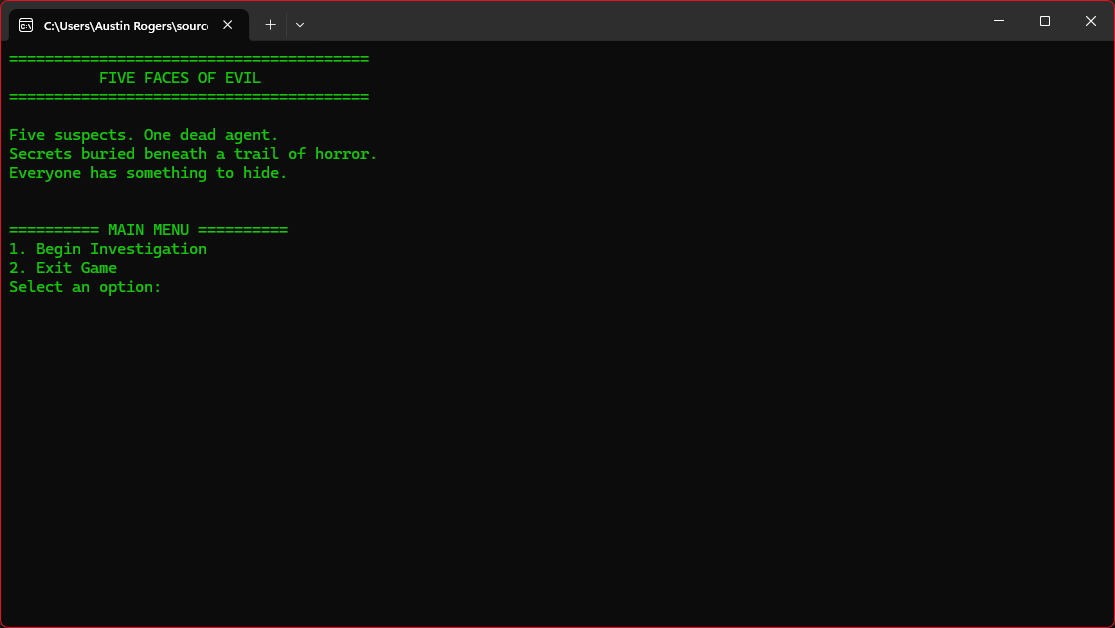 C:\Users\Austin Rogers\sourc
========================================
FIVE FACES OF EVIL
========================================
Five suspects. One dead agent.
Secrets buried beneath a trail of horror.
Everyone has something to hide.
========== MAIN MENU ==========
1. Begin Investigation
2. Exit Game
Select an option: